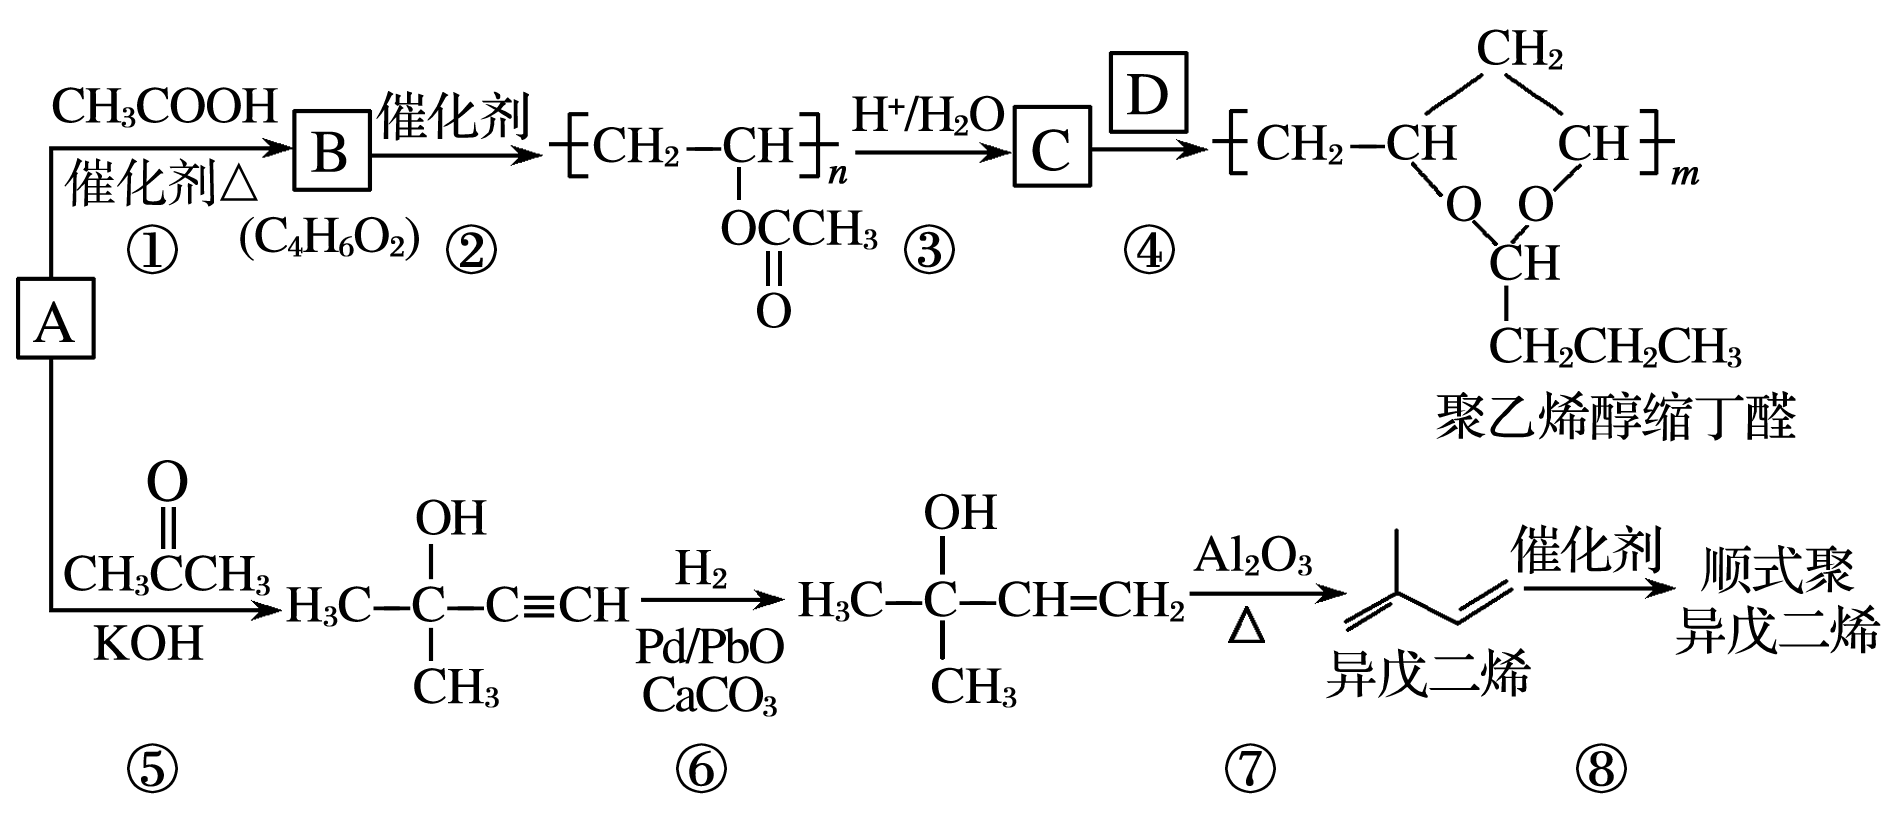 CH₂
CH₃COOH
催化剂△
①
B
(C₄H₆O₂)
催化剂
②
[CH₂—CH]n
OCCH₃
O
H⁺/H₂O
③
C
D
④
[CH₂—CH CH]m
O O
CH
CH₂CH₂CH₃
聚乙烯醇缩丁醛
A
O
CH₃CCH₃
KOH
⑤
OH
H₃C—C—C≡CH
CH₃
H₂
Pd/PbO
CaCO₃
⑥
OH
H₃C—C—CH=CH₂
CH₃
Al₂O₃
△
⑦
异戊二烯
催化剂
⑧
顺式聚
异戊二烯